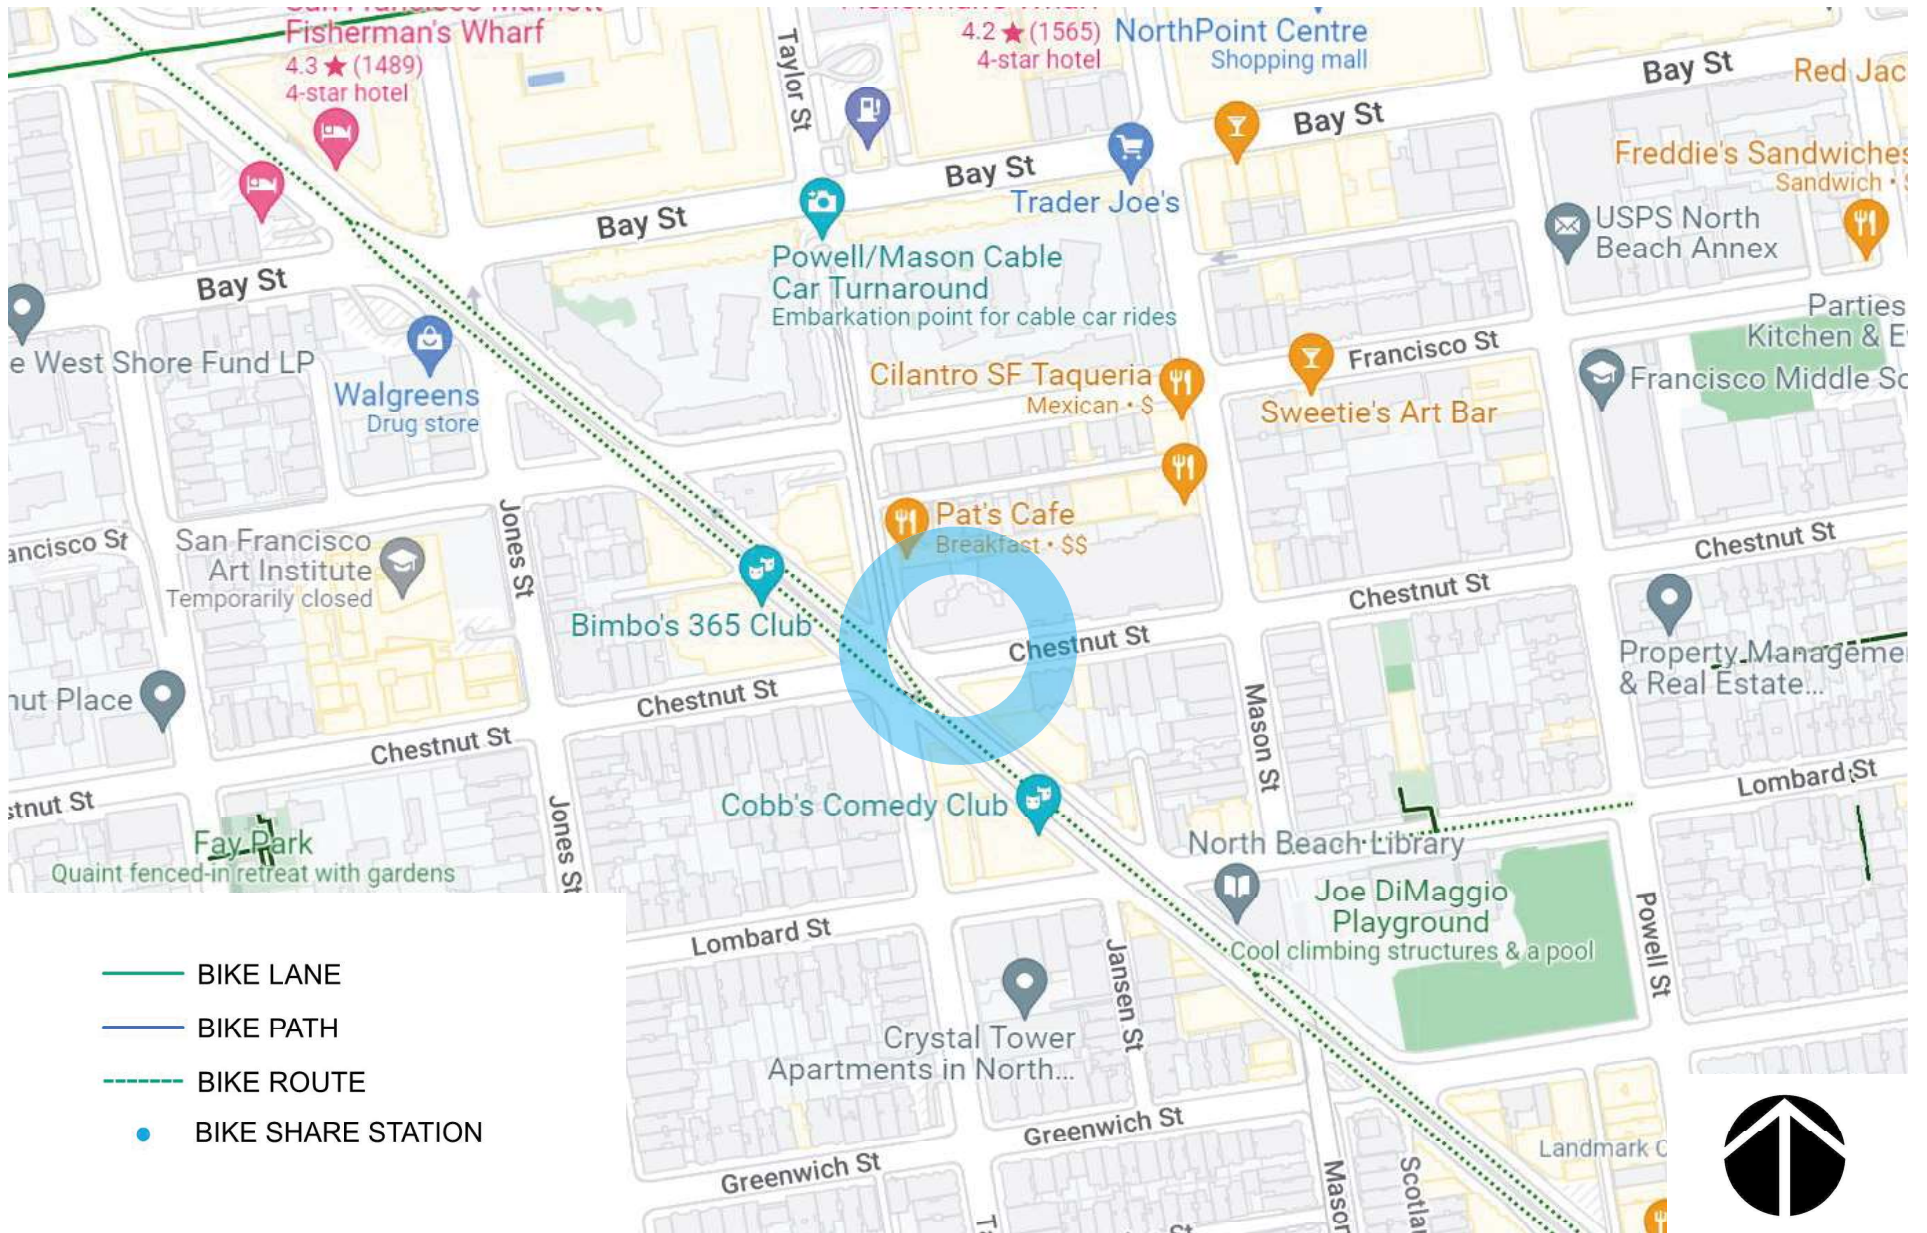 Fisherman's Wharf
4.3 ★ (1489)
4-star hotel
Taylor St
4.2 ★ (1565)
4-star hotel
NorthPoint Centre
Shopping mall
Bay St
Red Jac
Bay St
Freddie's Sandwiches
Sandwich •
Bay St
Trader Joe's
USPS North
Beach Annex
Bay St
Powell/Mason Cable
Car Turnaround
Embarkation point for cable car rides
Bay St
Parties
Kitchen & E
e West Shore Fund LP
Walgreens
Drug store
Cilantro SF Taqueria
Mexican • $
Francisco St
Sweetie's Art Bar
Francisco Middle Sc
Jones St
Pat's Cafe
Breakfast • $$
ancisco St
San Francisco
Art Institute
Temporarily closed
Chestnut St
Chestnut St
Bimbo's 365 Club
Chestnut St
Property Manageme
& Real Estate...
nut Place
Chestnut St
Mason St
Chestnut St
Lombard St
stnut St
Jones St
Cobb's Comedy Club
Fay Park
Quaint fenced-in retreat with gardens
North Beach Library
Joe DiMaggio
Playground
Cool climbing structures & a pool
Powell St
Lombard St
Jansen St
Crystal Tower
Apartments in North...
Greenwich St
Greenwich St
Landmark C
Mason
Scotla
Ta
St
BIKE LANE
BIKE PATH
BIKE ROUTE
BIKE SHARE STATION